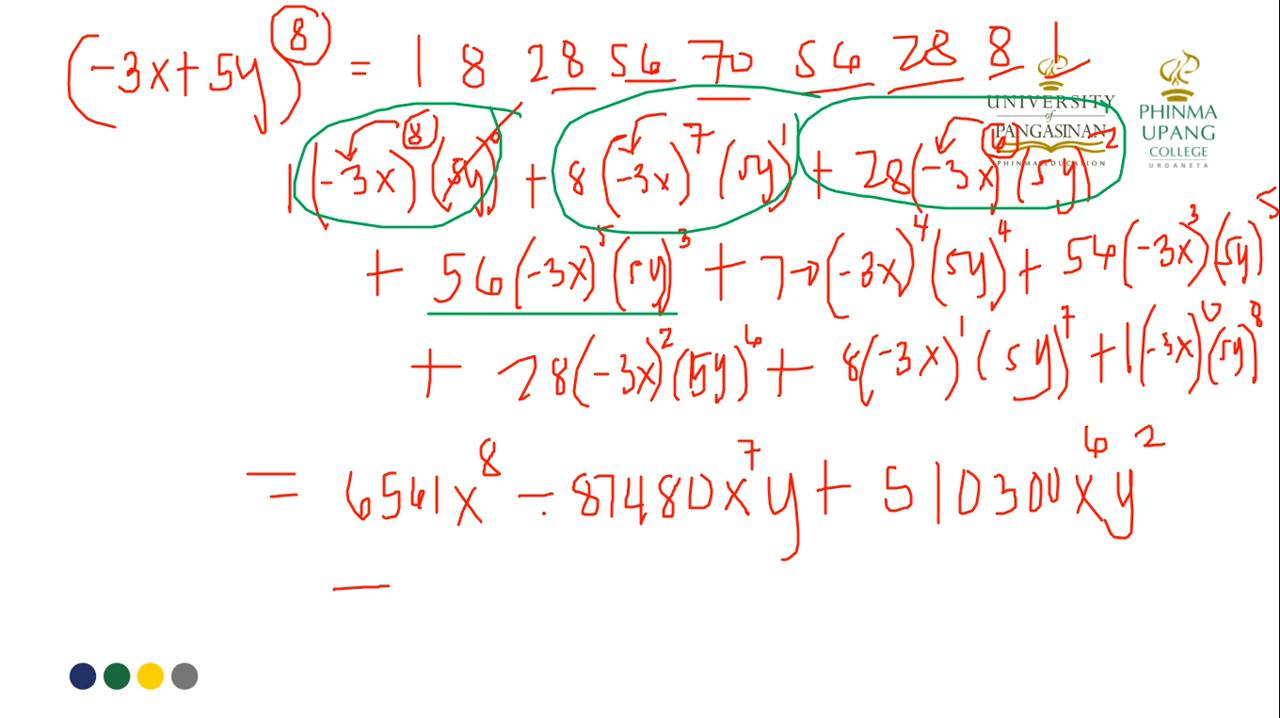 (-3x+5y)^8 = 1 8 28 56 70 56 28 8 1
UNIVERSITY
of
PANGASINAN
PHINMA EDUCATION
PHINMA
UPANG
COLLEGE
URDANETA
1(-3x)^8(5y)^0 + 8(-3x)^7(5y)^1 + 28(-3x)^6(5y)^2
+ 56(-3x)^5(5y)^3 + 70(-3x)^4(5y)^4 + 56(-3x)^3(5y)^5
+ 28(-3x)^2(5y)^6 + 8(-3x)^1(5y)^7 + 1(-3x)^0(5y)^8
= 6561x^8 - 87480x^7y + 510300x^6y^2
—